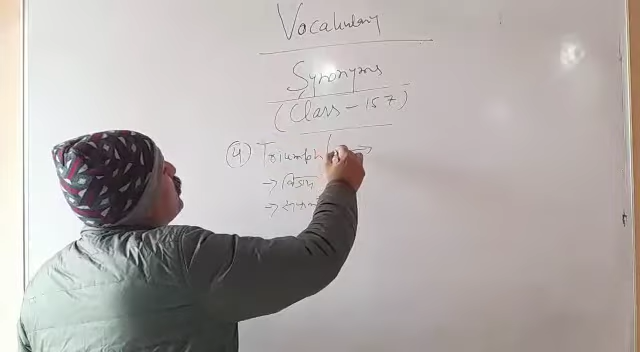 Vocabulary
Synonyms
(Class - 157)
(4) Triumph (
→ विजय
→